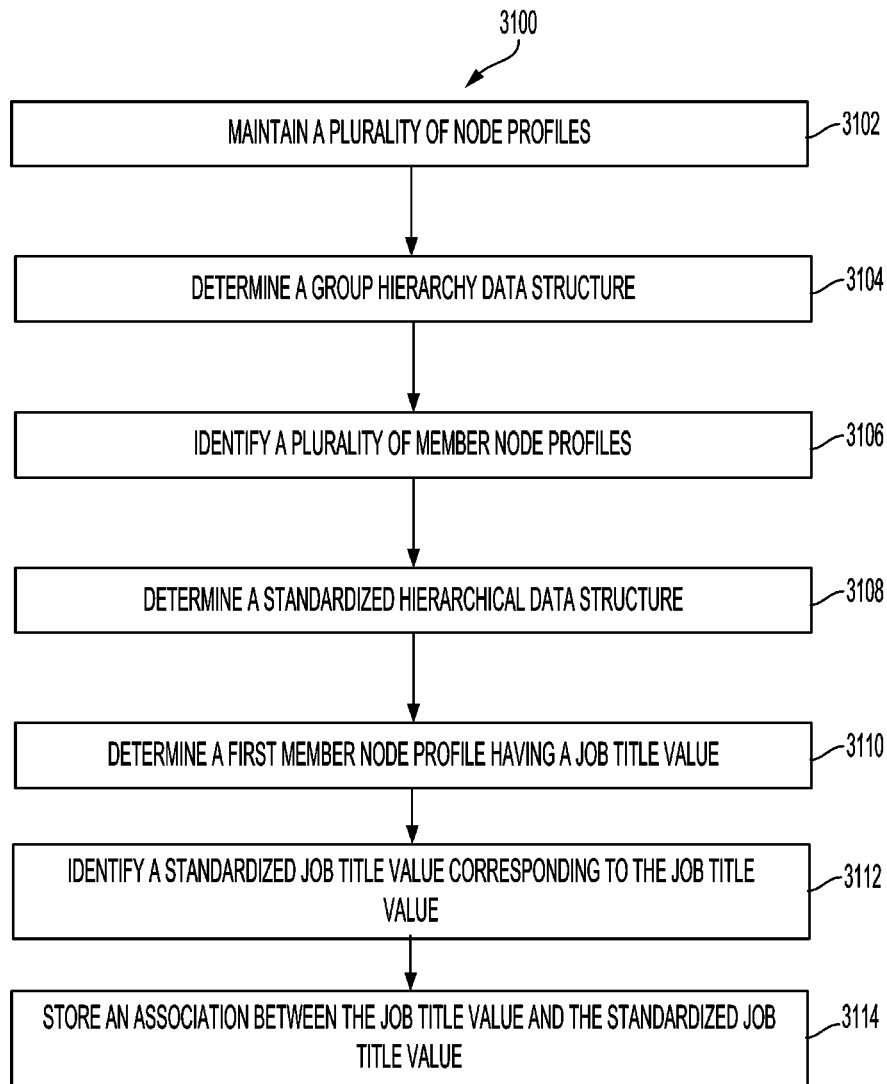 3100
MAINTAIN A PLURALITY OF NODE PROFILES
3102
DETERMINE A GROUP HIERARCHY DATA STRUCTURE
3104
IDENTIFY A PLURALITY OF MEMBER NODE PROFILES
3106
DETERMINE A STANDARDIZED HIERARCHICAL DATA STRUCTURE
3108
DETERMINE A FIRST MEMBER NODE PROFILE HAVING A JOB TITLE VALUE
3110
IDENTIFY A STANDARDIZED JOB TITLE VALUE CORRESPONDING TO THE JOB TITLE
VALUE
3112
STORE AN ASSOCIATION BETWEEN THE JOB TITLE VALUE AND THE STANDARDIZED JOB
TITLE VALUE
3114